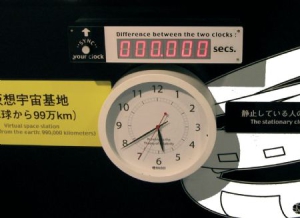 SYNC
your clock
Difference between the two clocks:
000.000 secs.
想宇宙基地
球から99万km)
Virtual space station
from the earth: 990,000 kilometers)
静止している人の
The stationary cl
12
1
2
3
4
5
6
7
8
9
10
11